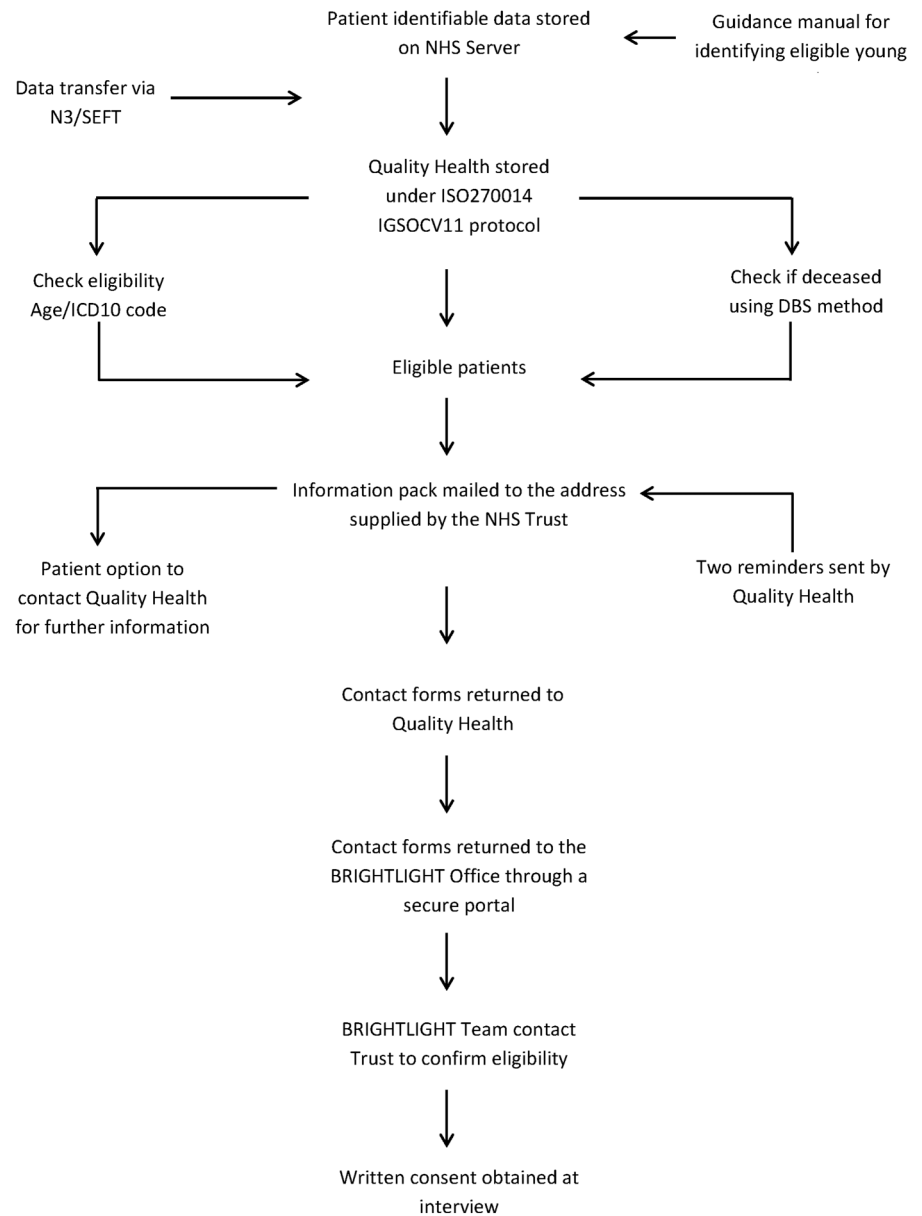 Patient identifiable data stored
on NHS Server
Guidance manual for
identifying eligible young
Data transfer via
N3/SEFT
Quality Health stored
under ISO270014
IGSOCV11 protocol
Check eligibility
Age/ICD10 code
Check if deceased
using DBS method
Eligible patients
Information pack mailed to the address
supplied by the NHS Trust
Patient option to
contact Quality Health
for further information
Two reminders sent by
Quality Health
Contact forms returned to
Quality Health
Contact forms returned to the
BRIGHTLIGHT Office through a
secure portal
BRIGHTLIGHT Team contact
Trust to confirm eligibility
Written consent obtained at
interview